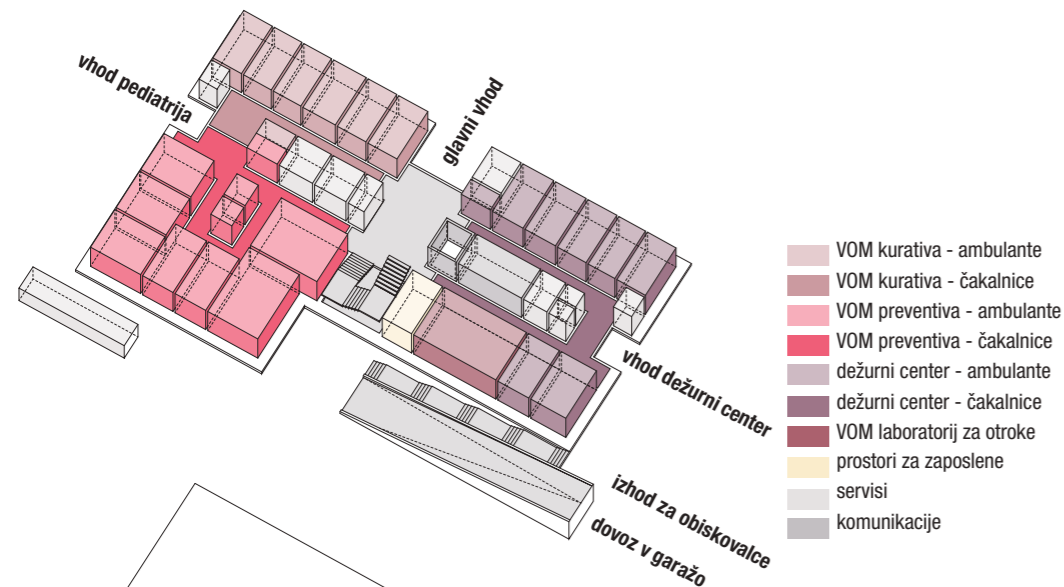 vhod pediatrija
glavni vhod
vhod dežurni center
izhod za obiskovalce
dovoz v garažo
VOM kurativa - ambulante
VOM kurativa - čakalnice
VOM preventiva - ambulante
VOM preventiva - čakalnice
dežurni center - ambulante
dežurni center - čakalnice
VOM laboratorij za otroke
prostori za zaposlene
servisi
komunikacije